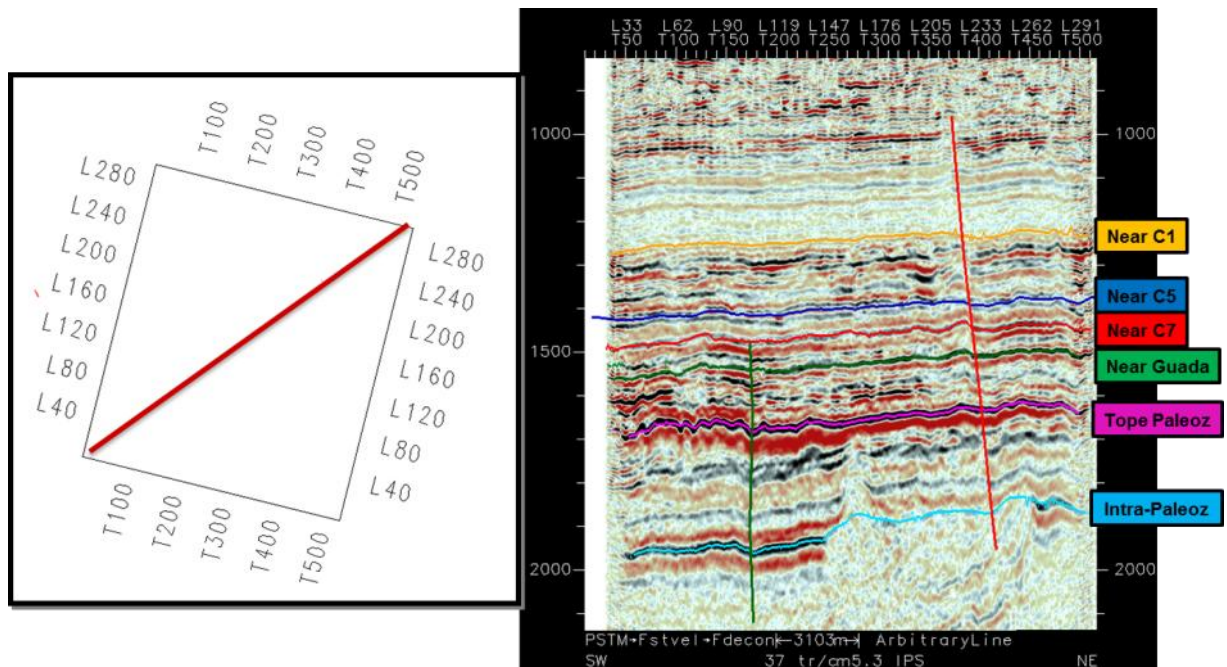 T100 T200 T300 T400 T500
L280
L240
L200
L160
L120
L80
L40
L280
L240
L200
L160
L120
L80
L40
T100 T200 T300 T400 T500
L33 L62 L90 L119 L147 L176 L205 L233 L262 L291
T50 T100 T150 T200 T250 T300 T350 T400 T450 T500
1000 1000
1500
2000 2000
Near C1
Near C5
Near C7
Near Guada
Tope Paleoz
Intra-Paleoz
PSTM→Fstvel→Fdecon 3103m ArbitraryLine
SW 37 tr/cm5.3 IPS NE